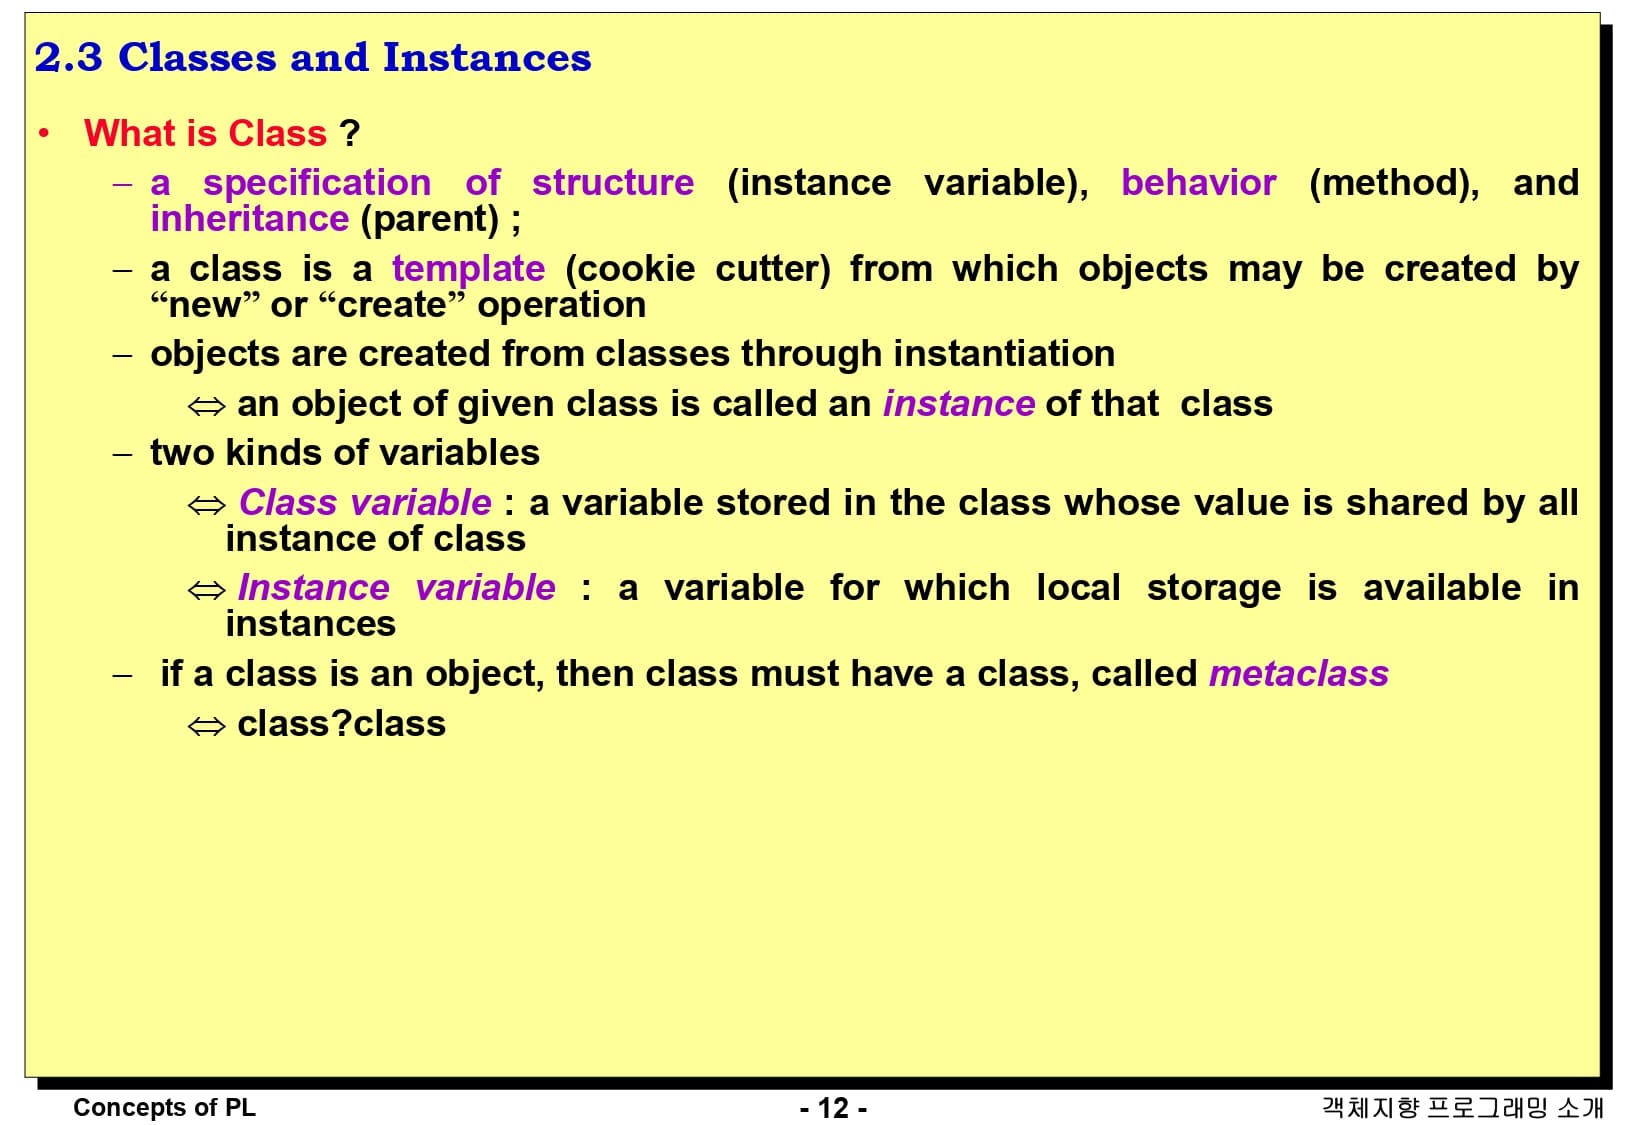 2.3 Classes and Instances
• What is Class ?
– a specification of structure (instance variable), behavior (method), and
inheritance (parent) ;
– a class is a template (cookie cutter) from which objects may be created by
“new” or “create” operation
– objects are created from classes through instantiation
⇔ an object of given class is called an instance of that class
– two kinds of variables
⇔ Class variable : a variable stored in the class whose value is shared by all
instance of class
⇔ Instance variable : a variable for which local storage is available in
instances
– if a class is an object, then class must have a class, called metaclass
⇔ class?class
Concepts of PL
- 12 -
객체지향 프로그래밍 소개